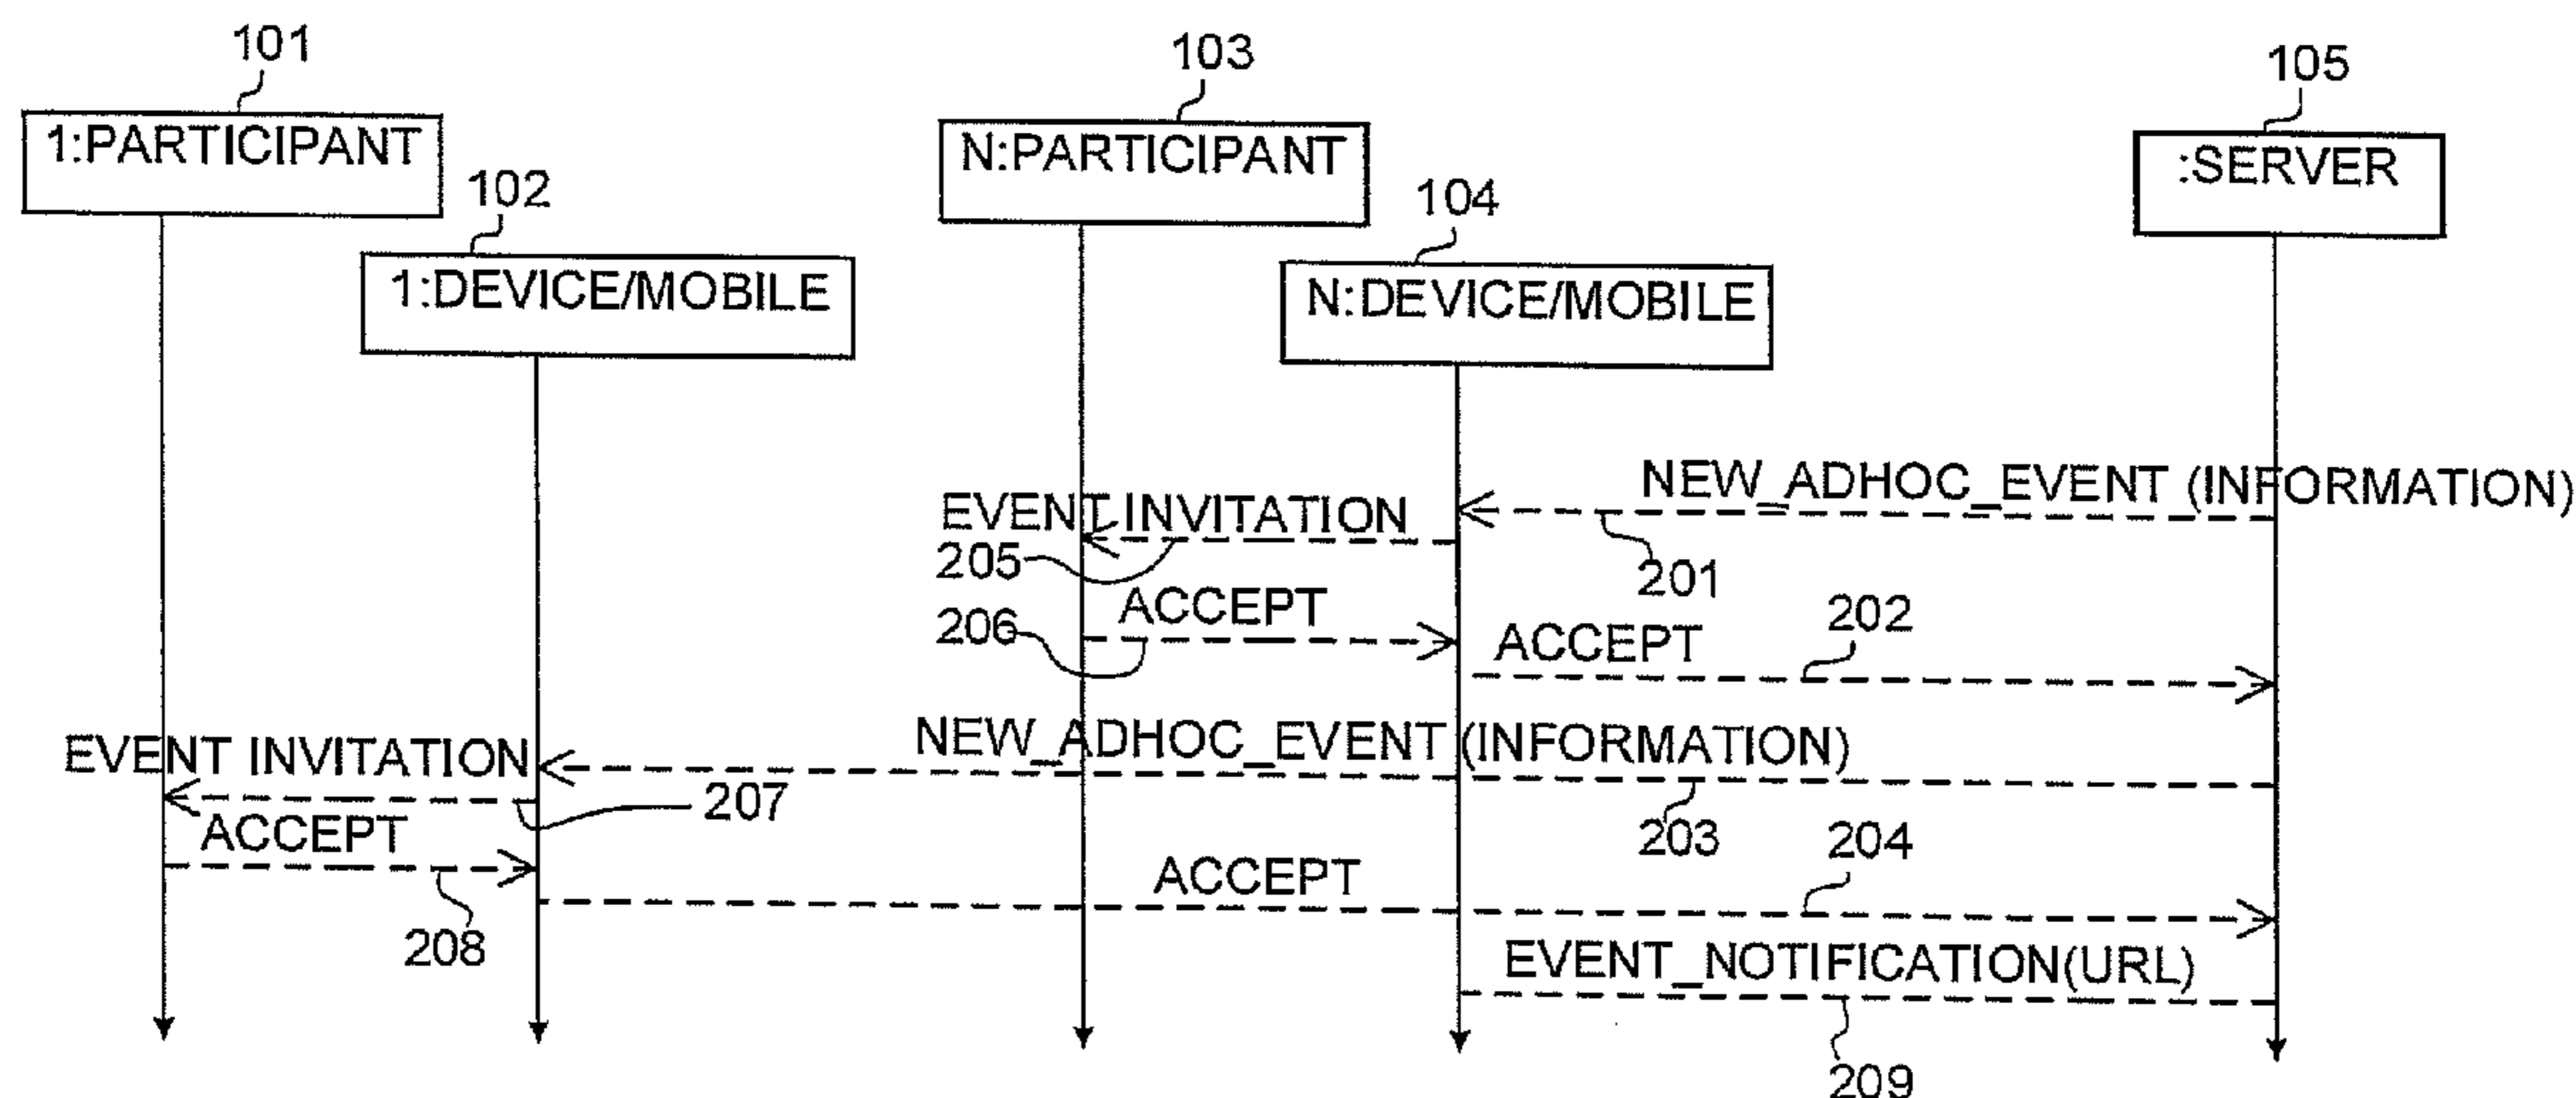 101
103
105
1:PARTICIPANT
N:PARTICIPANT
:SERVER
102
104
1:DEVICE/MOBILE
N:DEVICE/MOBILE
NEW_ADHOC_EVENT (INFORMATION)
EVENT INVITATION
205
201
ACCEPT
206
202
ACCEPT
NEW_ADHOC_EVENT (INFORMATION)
EVENT INVITATION
207
203
ACCEPT
204
ACCEPT
208
EVENT_NOTIFICATION(URL)
209